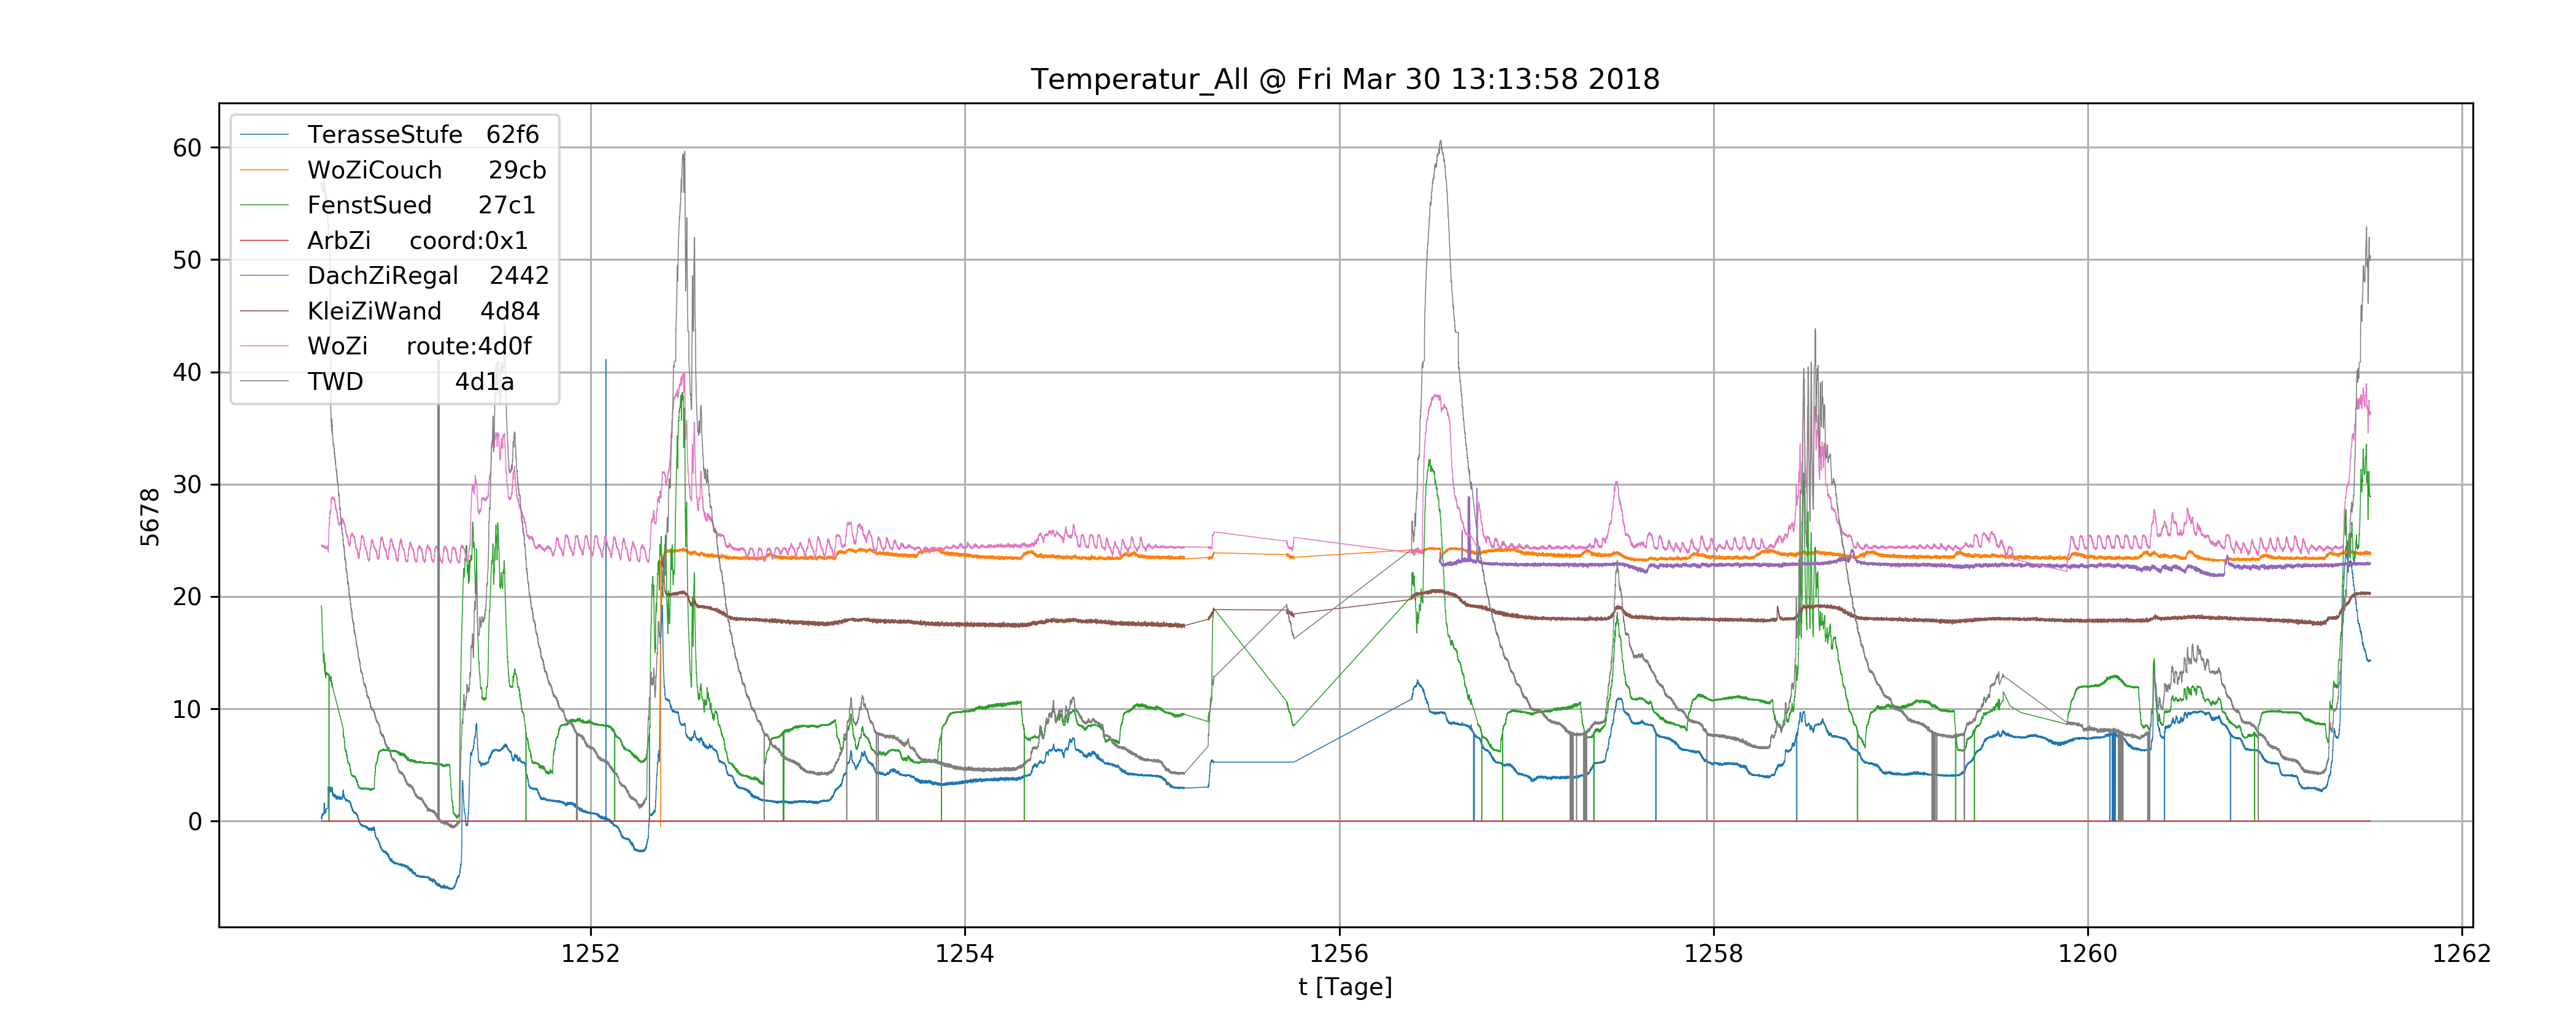 Temperatur_All @ Fri Mar 30 13:13:58 2018
TerasseStufe 62f6
WoZiCouch 29cb
FenstSued 27c1
ArbZi coord:0x1
DachZiRegal 2442
KleiZiWand 4d84
WoZi route:4d0f
TWD 4d1a
60
50
40
30
20
10
0
5678
1252 1254 1256 1258 1260 1262
t [Tage]